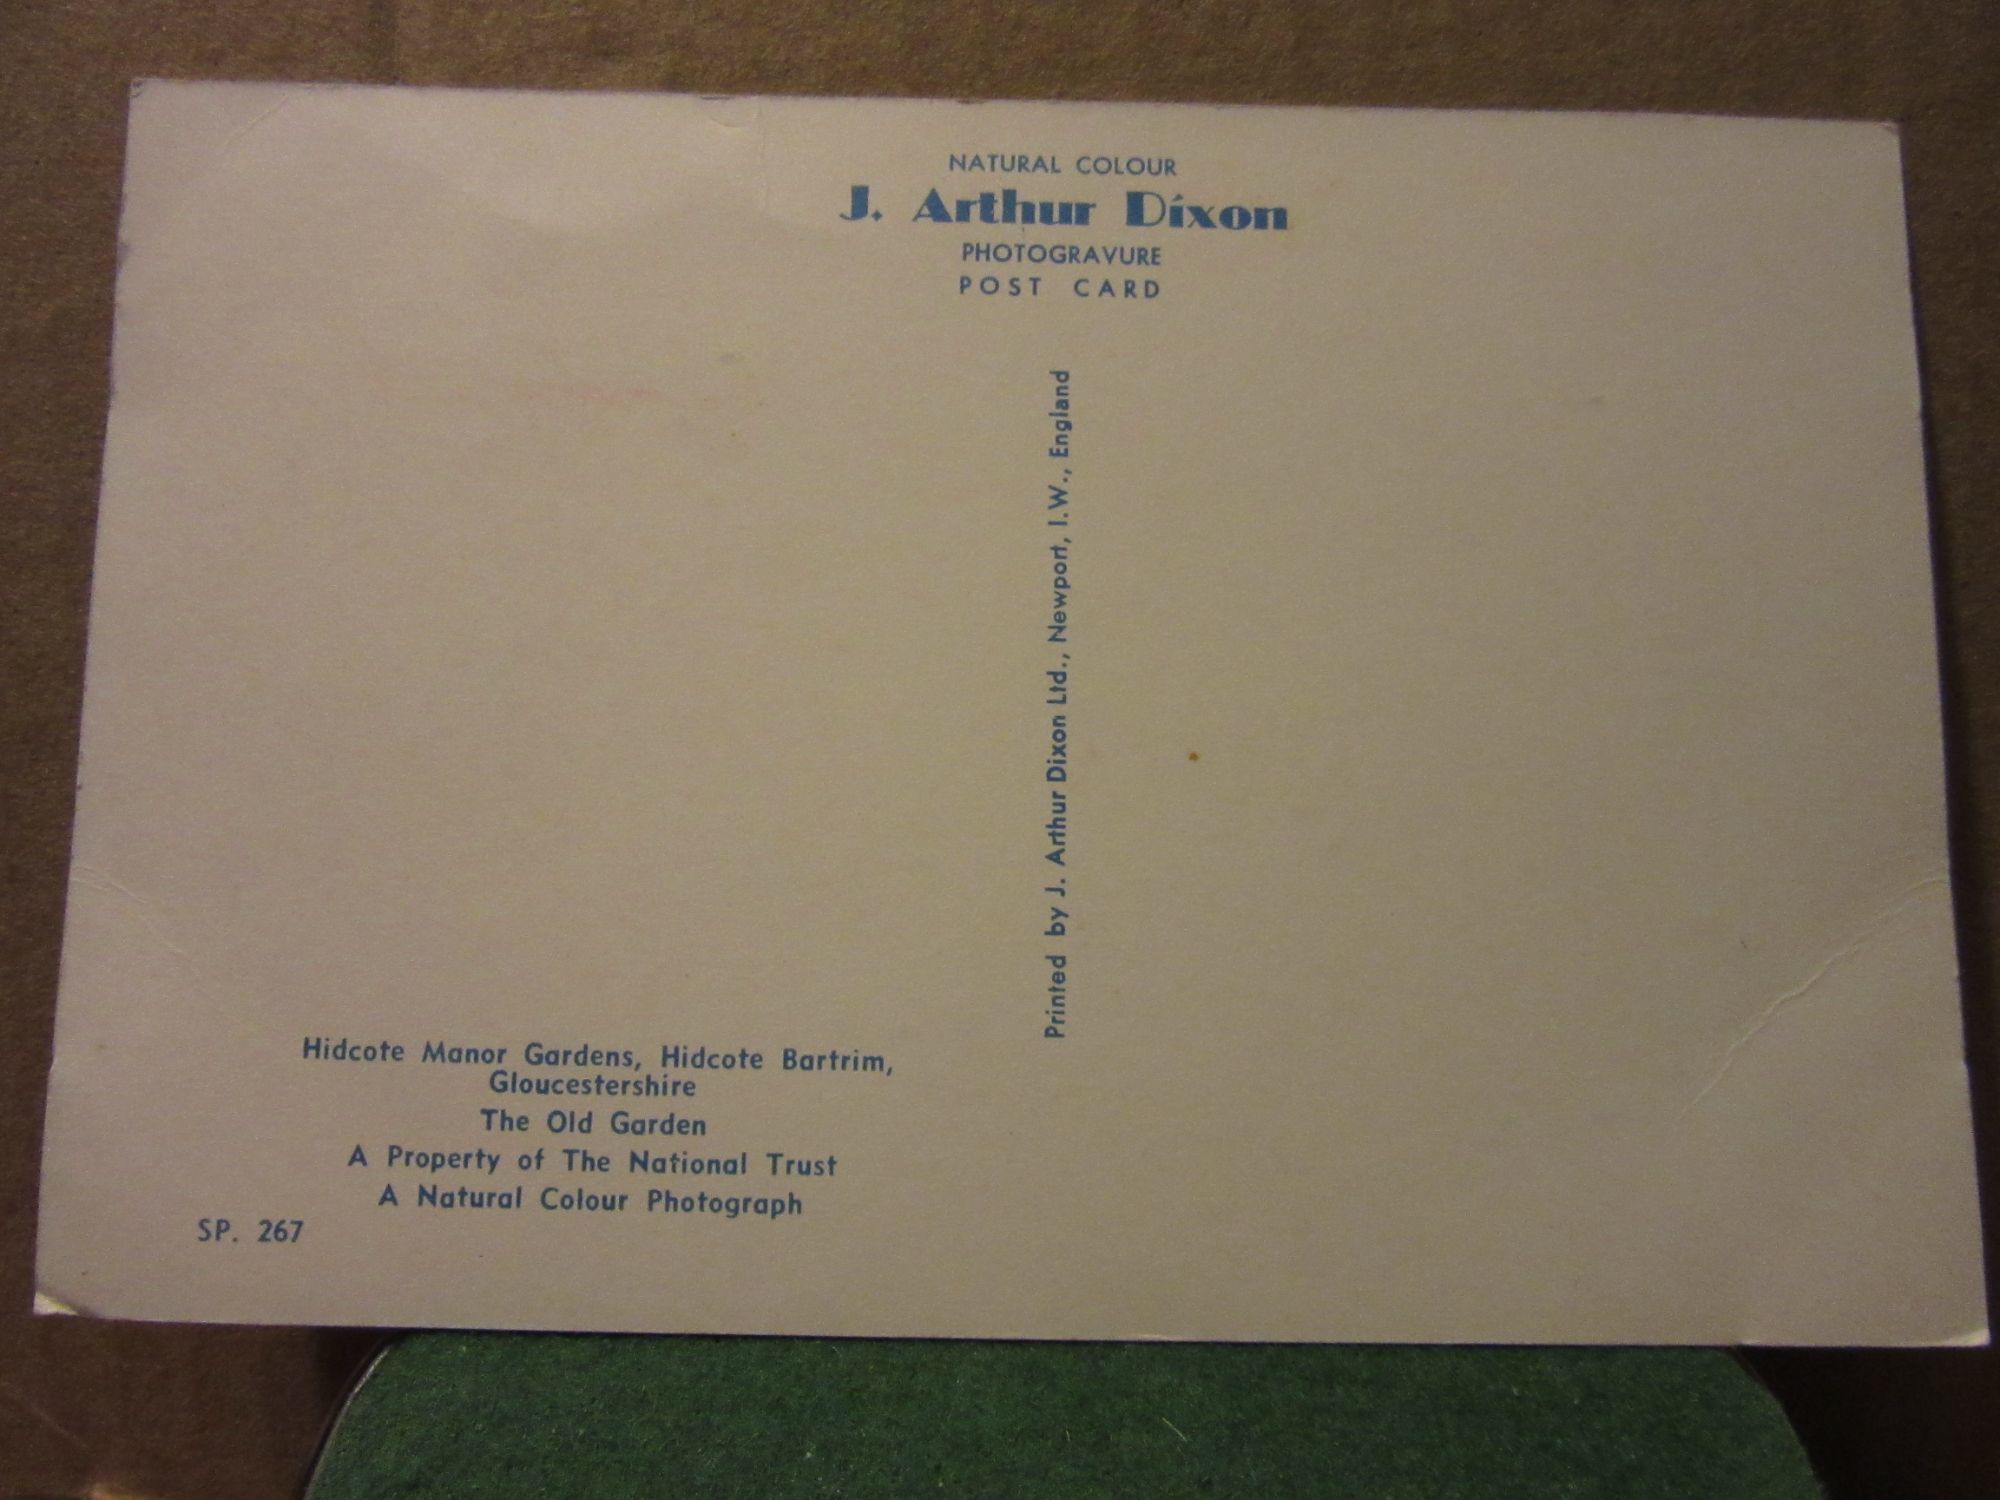 NATURAL COLOUR
J. Arthur Dixon
PHOTOGRAVURE
POST CARD
Printed by J. Arthur Dixon Ltd., Newport, I.W., England
Hidcote Manor Gardens, Hidcote Bartrim,
Gloucestershire
The Old Garden
A Property of The National Trust
A Natural Colour Photograph
SP. 267